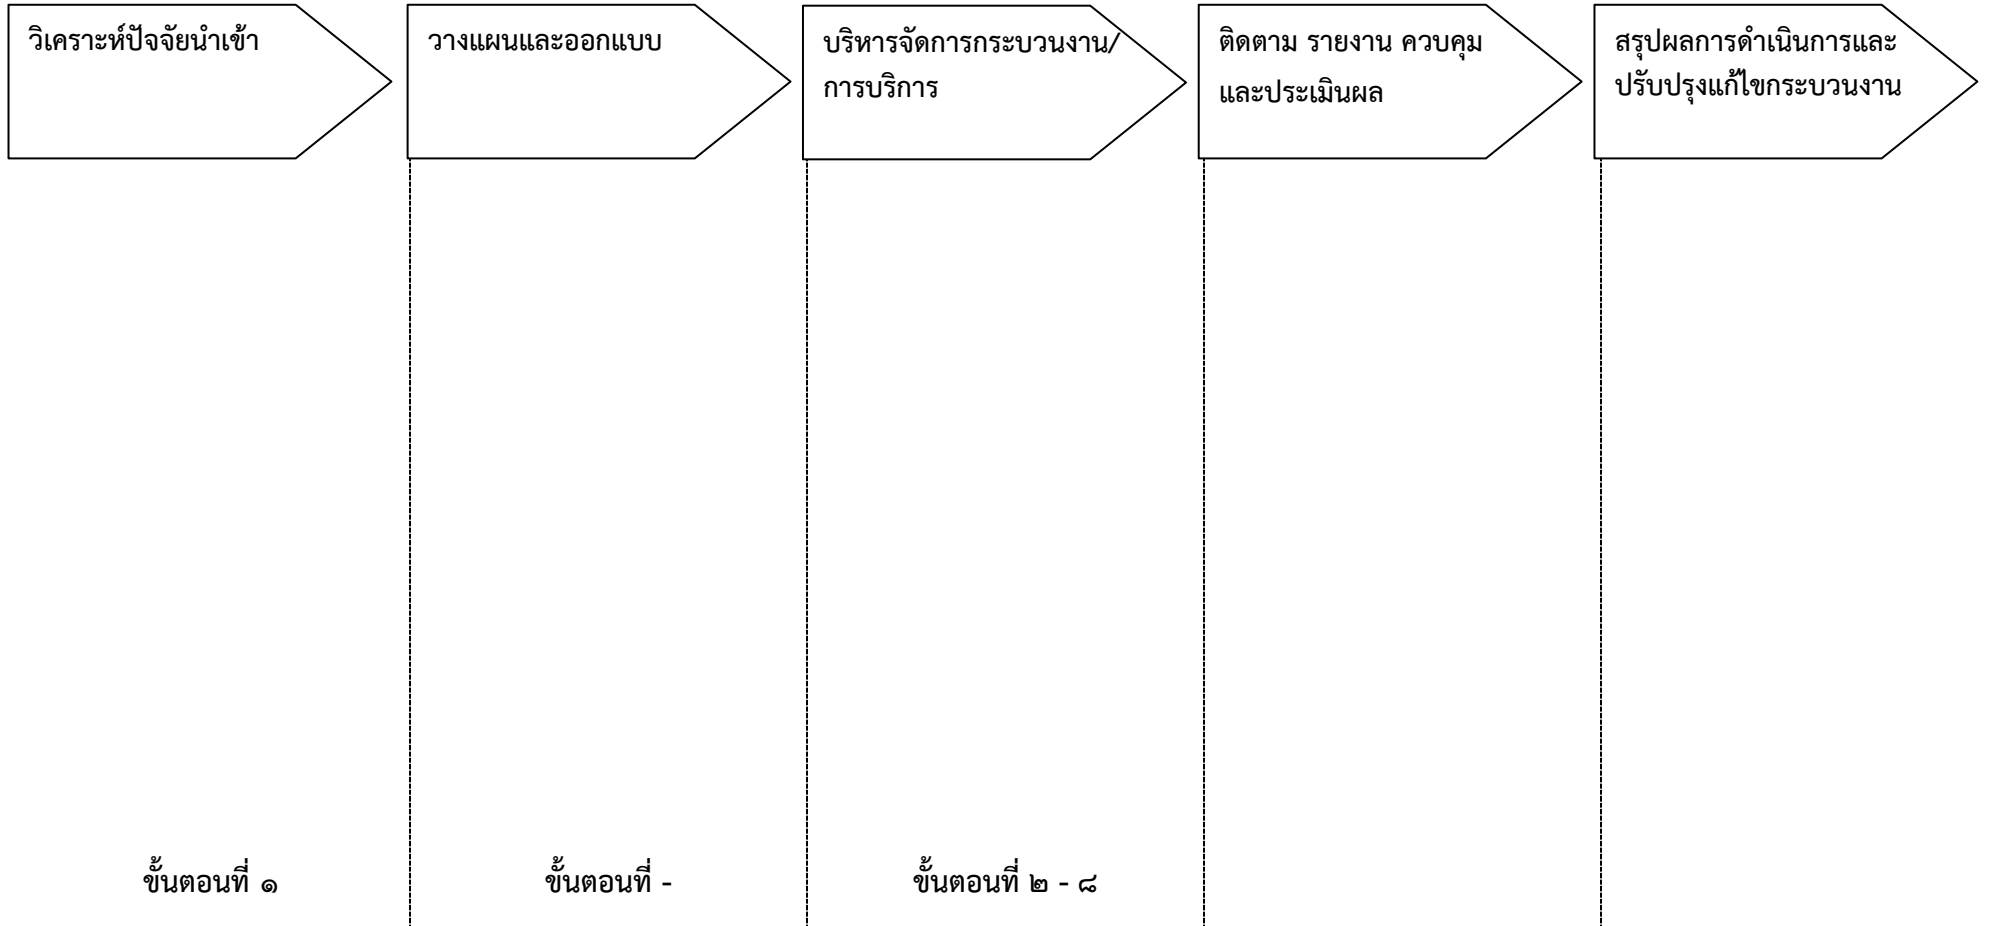 วิเคราะห์ปัจจัยนำเข้า
วางแผนและออกแบบ
บริหารจัดการกระบวนงาน/
การบริการ
ติดตาม รายงาน ควบคุม
และประเมินผล
สรุปผลการดำเนินการและ
ปรับปรุงแก้ไขกระบวนงาน
ขั้นตอนที่ ๑
ขั้นตอนที่ -
ขั้นตอนที่ ๒ - ๘